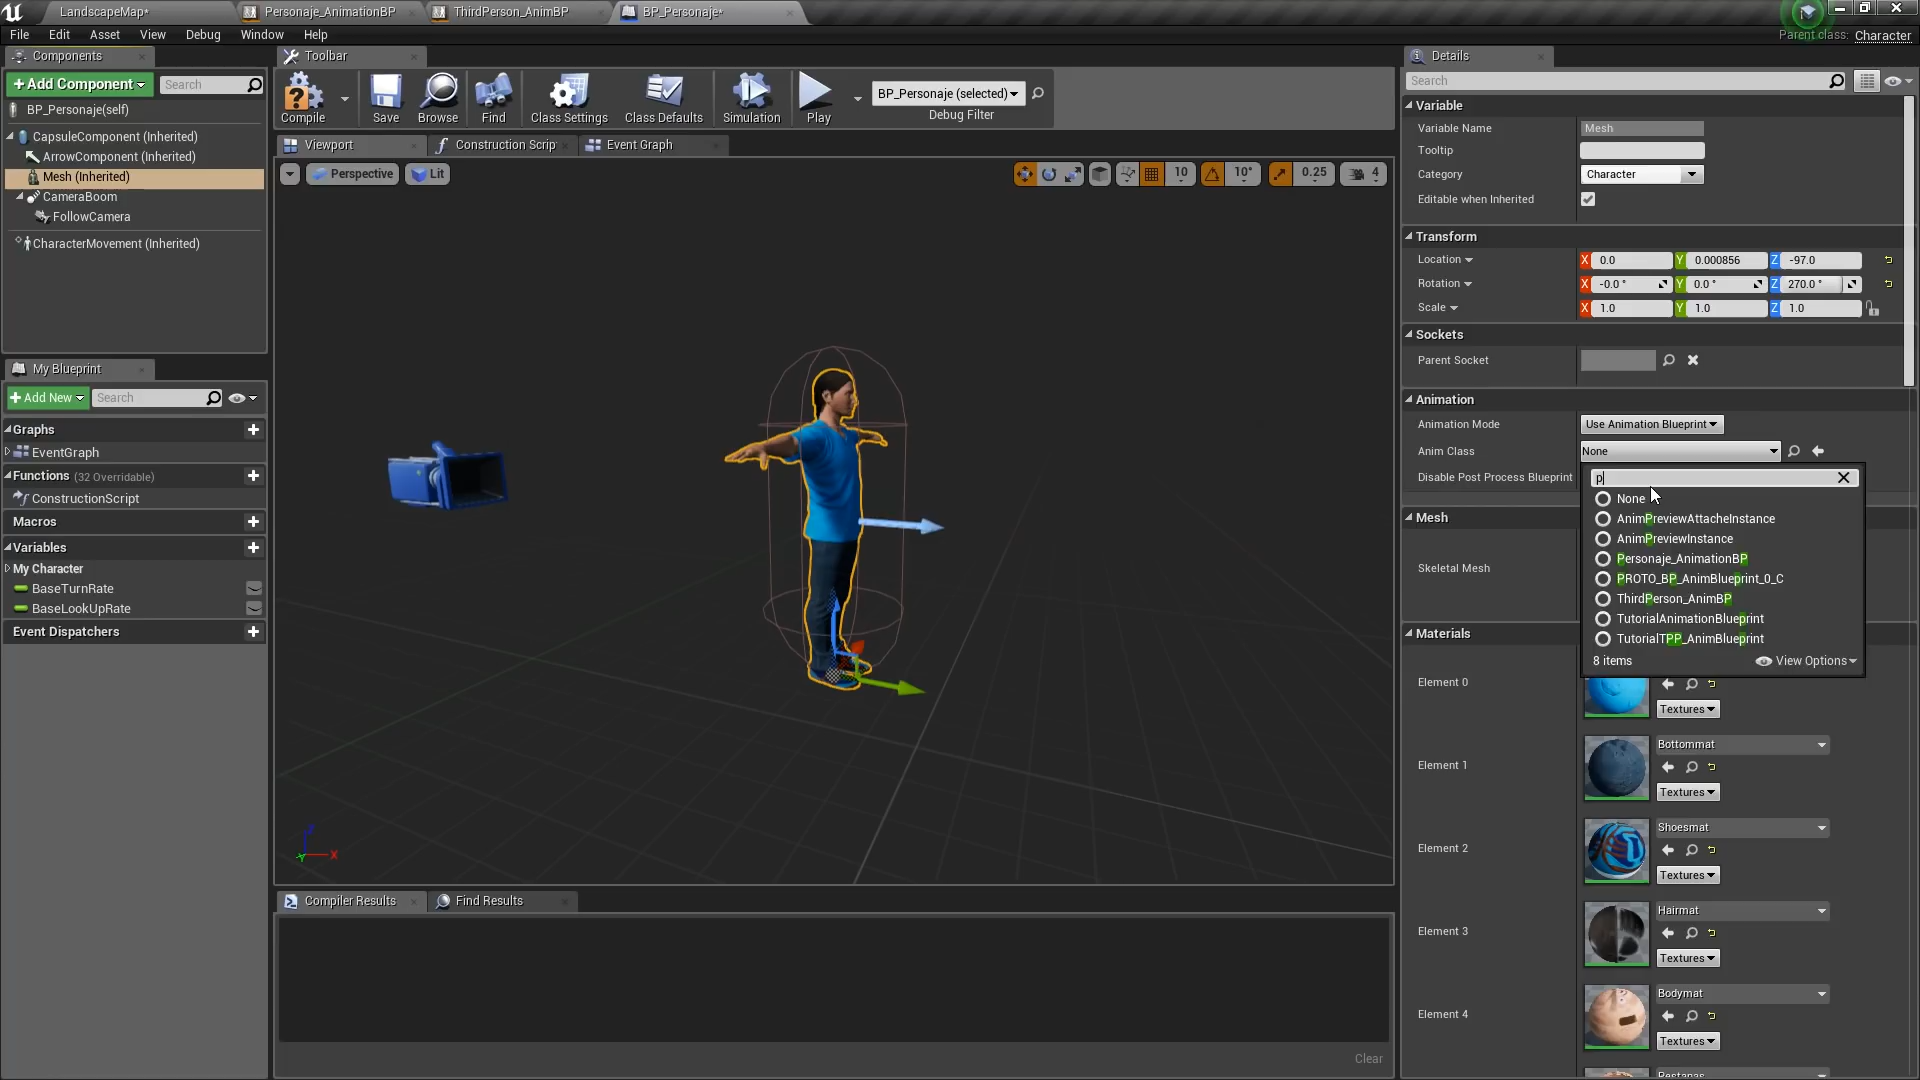 LandscapeMap*
Personaje_AnimationBP
ThirdPerson_AnimBP
BP_Personaje*
File Edit Asset View Debug Window Help
Parent class: Character
Components
+Add Component
Search
BP_Personaje(self)
CapsuleComponent (Inherited)
ArrowComponent (Inherited)
Mesh (Inherited)
CameraBoom
FollowCamera
CharacterMovement (Inherited)
My Blueprint
+Add New
Search
Graphs
EventGraph
Functions (32 Overridable)
ConstructionScript
Macros
Variables
My Character
BaseTurnRate
BaseLookUpRate
Event Dispatchers
Toolbar
Compile
Save
Browse
Find
Class Settings
Class Defaults
Simulation
Play
BP_Personaje (selected)
Debug Filter
Viewport
Construction Scrip
Event Graph
Perspective
Lit
10
10°
0.25
4
Z
X
Y
Compiler Results
Find Results
Clear
Details
Search
Variable
Variable Name Mesh
Tooltip
Category Character
Editable when Inherited
Transform
Location X 0.0 Y 0.000856 Z -97.0
Rotation X -0.0 ° Y 0.0 ° Z 270.0 °
Scale X 1.0 Y 1.0 Z 1.0
Sockets
Parent Socket
Animation
Animation Mode Use Animation Blueprint
Anim Class None
Disable Post Process Blueprint
p
None
AnimPreviewAttacheInstance
AnimPreviewInstance
Personaje_AnimationBP
PROTO_BP_AnimBlueprint_0_C
ThirdPerson_AnimBP
TutorialAnimationBlueprint
TutorialTPP_AnimBlueprint
8 items
View Options
Mesh
Skeletal Mesh
Materials
Element 0
Textures
Element 1
Bottommat
Textures
Element 2
Shoesmat
Textures
Element 3
Hairmat
Textures
Element 4
Bodymat
Textures